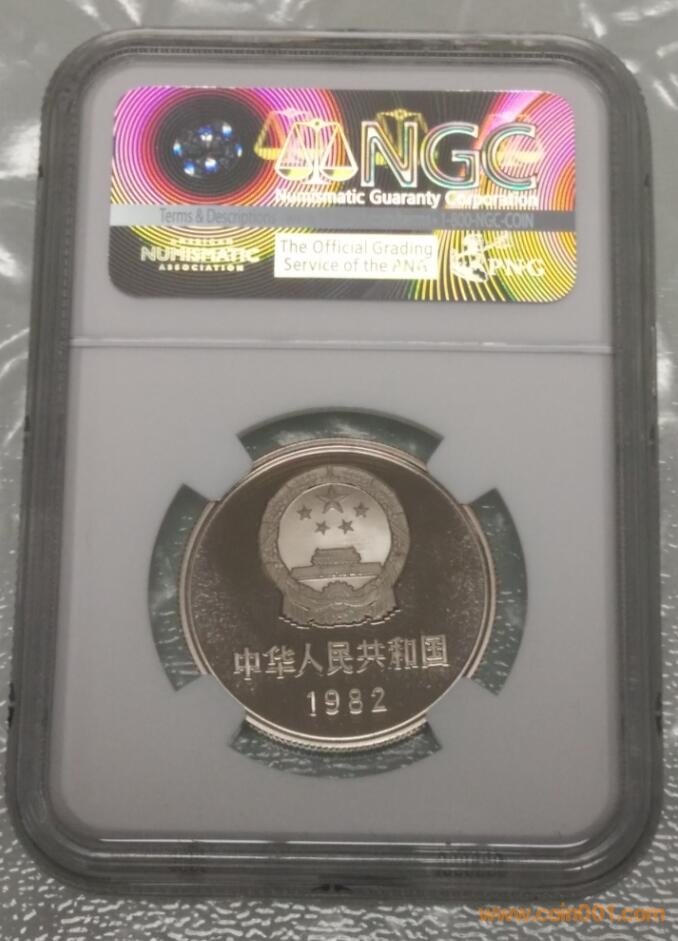 NGC
Numismatic Guaranty Corporation
Terms & Descriptions 1-800-NGC-COIN
NUMISMATIC
ASSOCIATION
The Official Grading
Service of the PNG
PNG
中华人民共和国
1982
www.coin001.com